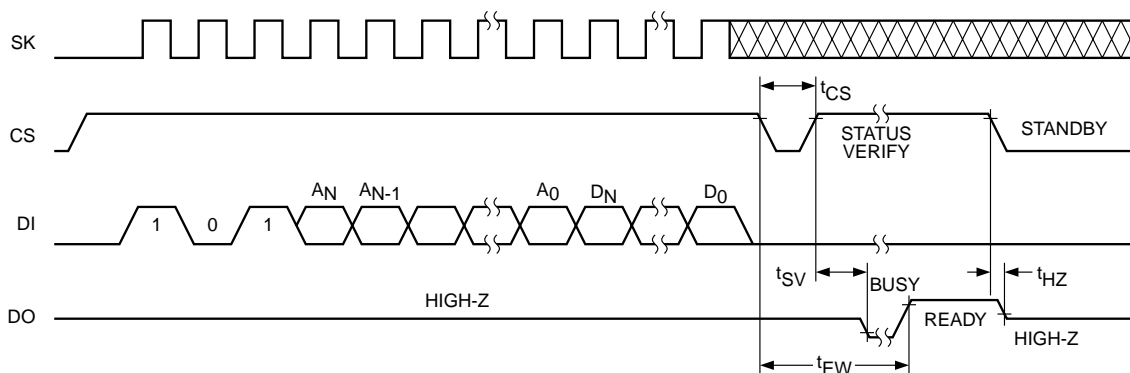 SK
tCS
CS
STATUS
VERIFY
STANDBY
AN
AN-1
A0
DN
D0
DI
1
0
1
tSV
BUSY
tHZ
HIGH-Z
DO
READY
HIGH-Z
tEW